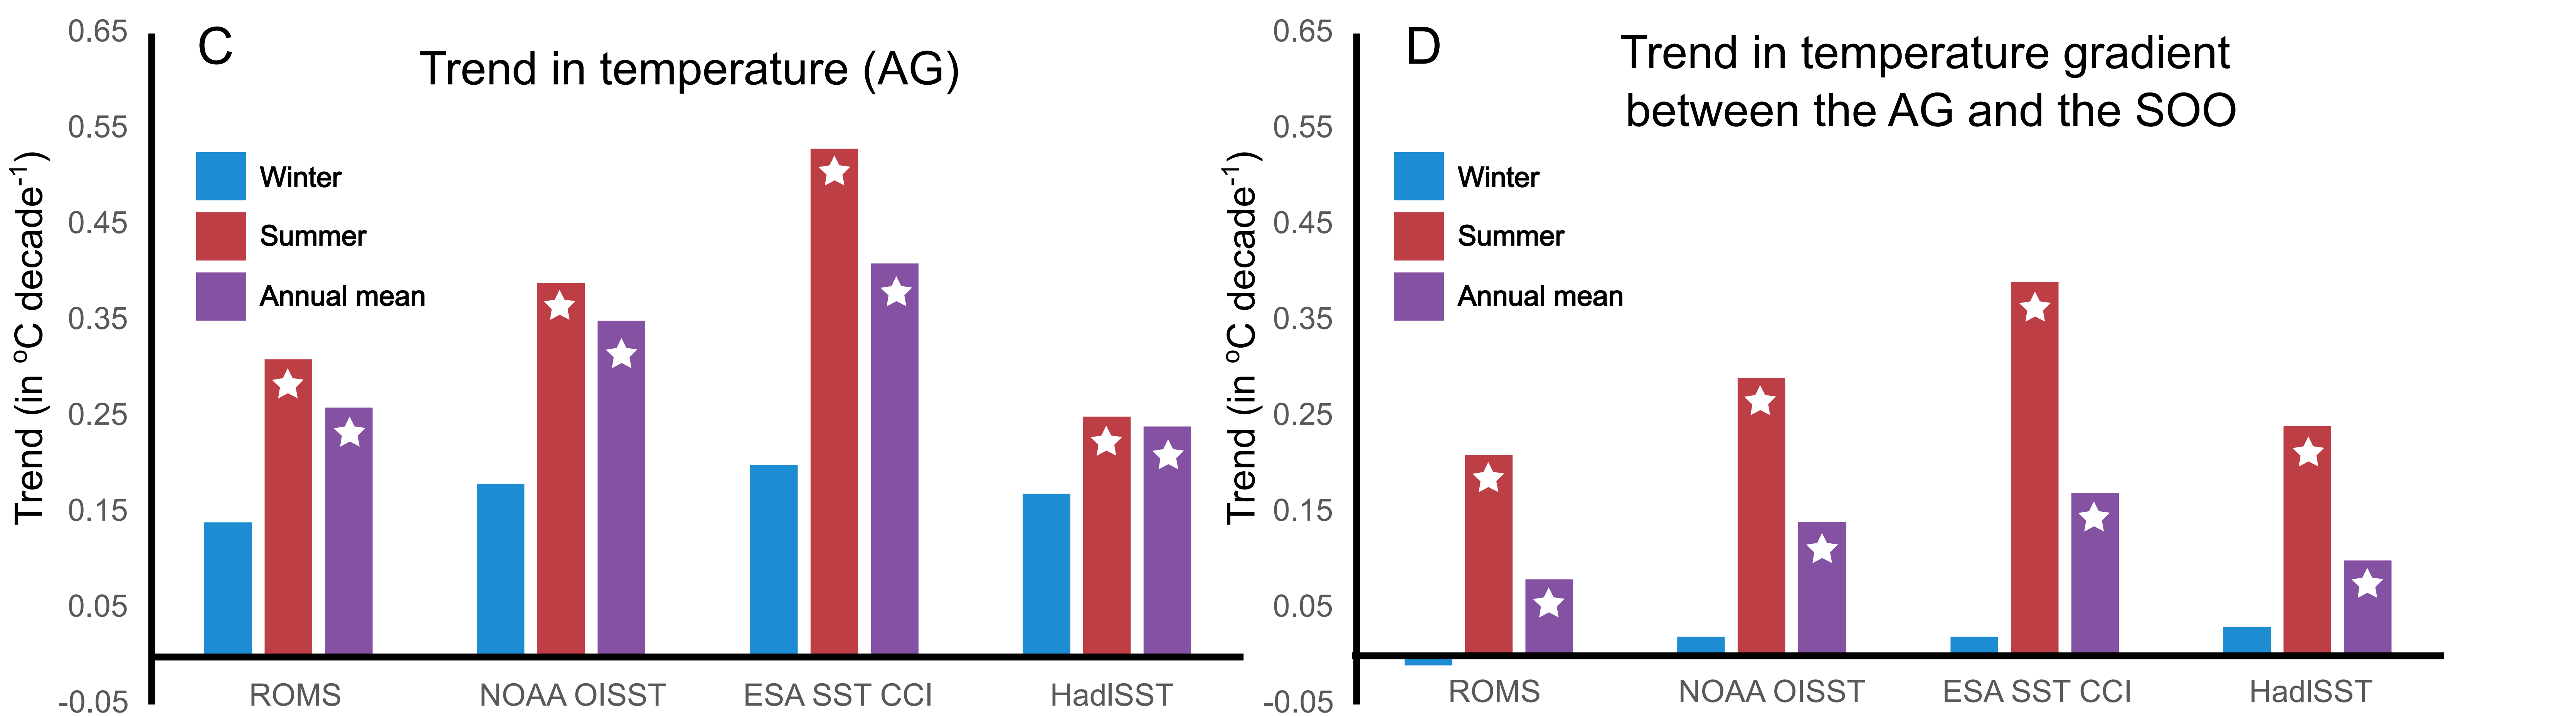 C
Trend in temperature (AG)
Trend (in ºC decade-1)
0.65
0.55
0.45
0.35
0.25
0.15
0.05
-0.05
Winter
Summer
Annual mean
ROMS
NOAA OISST
ESA SST CCI
HadISST
D
Trend in temperature gradient
between the AG and the SOO
Trend (in ºC decade-1)
0.65
0.55
0.45
0.35
0.25
0.15
0.05
-0.05
Winter
Summer
Annual mean
ROMS
NOAA OISST
ESA SST CCI
HadISST